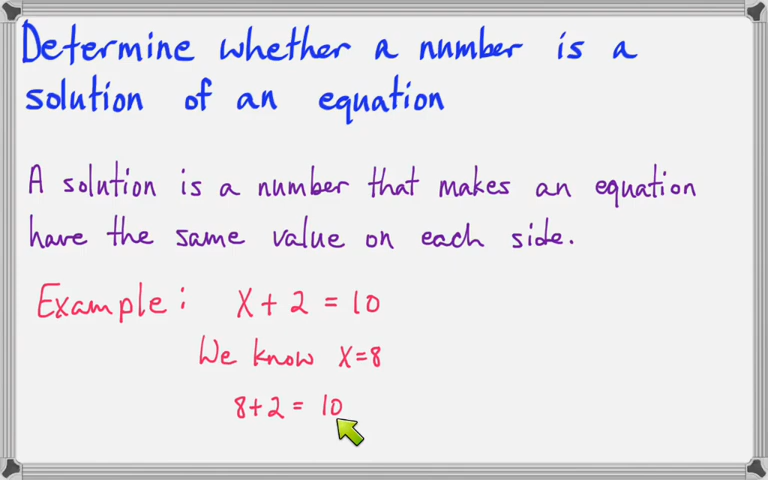 Determine whether a number is a
solution of an equation
A solution is a number that makes an equation
have the same value on each side.
Example: x + 2 = 10
We know x=8
8+2= 10